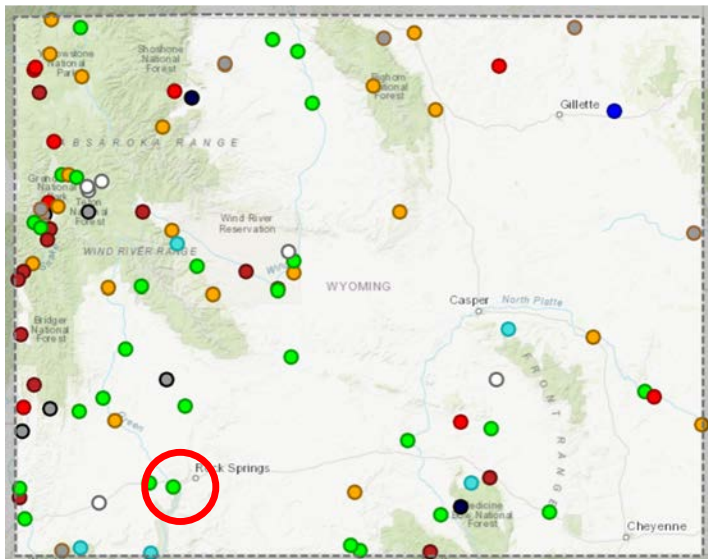 Yellowstone
National
Park
Shoshone
National
Forest
Bighorn
National
Forest
Gillette
ABSAROKA RANGE
Grand
National
Park
Teton
National
Forest
Wind River
Reservation
WIND RIVER RANGE
Wind
WYOMING
Casper
North Platte
Bridger
National
Forest
FRONT RANGE
Green
Rock Springs
Medicine
Bow National
Forest
Cheyenne